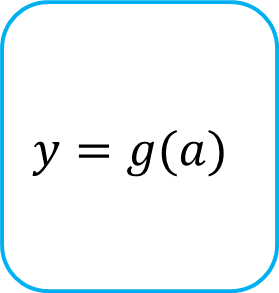 y = g(a)